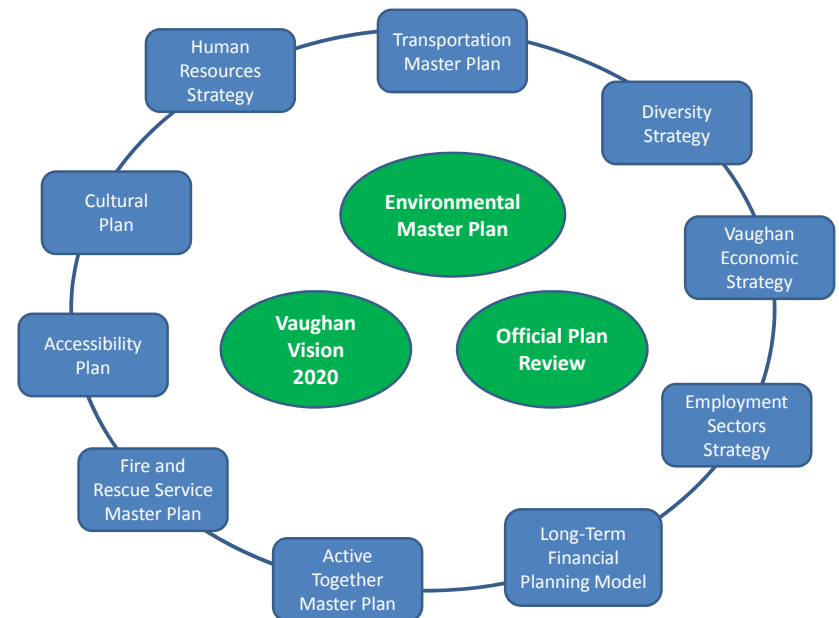 Transportation
Master Plan
Diversity
Strategy
Vaughan
Economic
Strategy
Employment
Sectors
Strategy
Long-Term
Financial
Planning Model
Active
Together
Master Plan
Fire and
Rescue Service
Master Plan
Accessibility
Plan
Cultural
Plan
Human
Resources
Strategy
Environmental
Master Plan
Vaughan
Vision
2020
Official Plan
Review